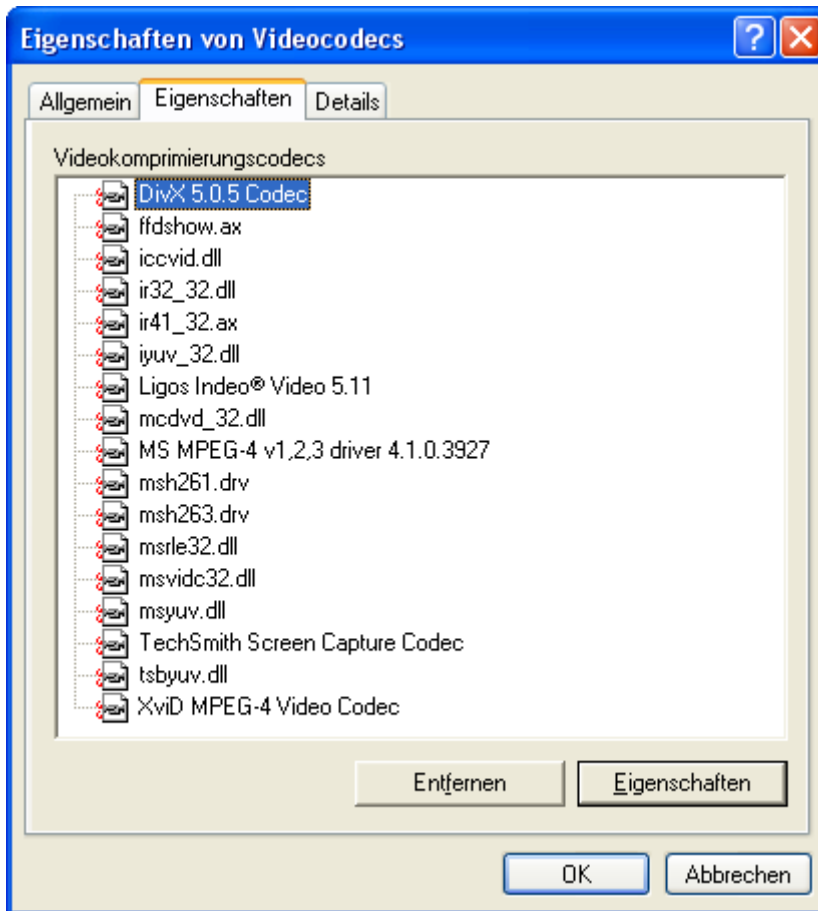 Eigenschaften von Videocodecs
Allgemein Eigenschaften Details
Videokomprimierungscodecs
DivX 5.0.5 Codec
ffdshow.ax
iccvid.dll
ir32_32.dll
ir41_32.ax
iyuv_32.dll
Ligos Indeo® Video 5.11
mcdvd_32.dll
MS MPEG-4 v1,2,3 driver 4.1.0.3927
msh261.drv
msh263.drv
msrle32.dll
msvidc32.dll
msyuv.dll
TechSmith Screen Capture Codec
tsbyuv.dll
XviD MPEG-4 Video Codec
Entfernen Eigenschaften
OK Abbrechen